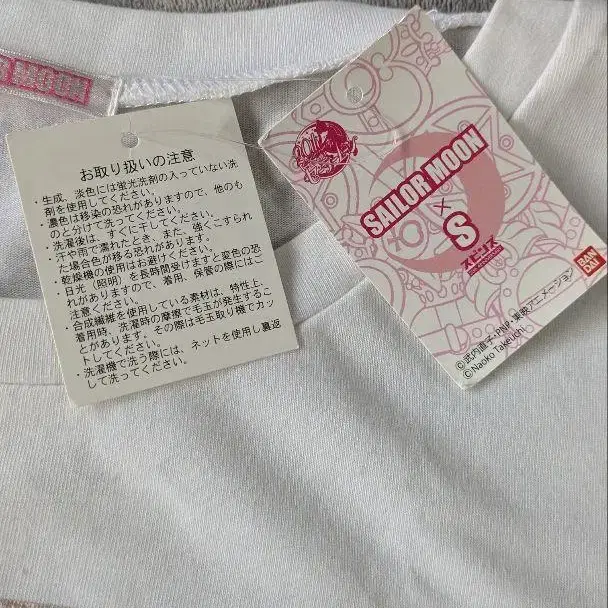 SAILOR MOON
お取り扱いの注意
・生成、淡色には蛍光洗剤の入っていない洗
剤を使用してください。
・濃色は移染の恐れがありますので、他のも
のと分けて洗ってください。
・洗濯後は、すぐに干してください。
・汗や雨で濡れたとき、また、強くこすられ
た場合色が移る恐れがあります。
・乾燥機の使用はお避けください。
・日光（照明）を長時間受けますと変色の恐
れがありますので、着用、保管の際にはご
注意ください。
・合成繊維を使用している素材は、特性上、
着用時、洗濯時の摩擦で毛玉が発生するこ
とがあります。その際は毛玉取り機でカッ
トしてください。
・洗濯機で洗う際には、ネットを使用し裏返
して洗ってください。
SAILOR MOON
×
S
スピンズ
BAN
DAI
©武内直子・PNP・東映アニメーション
©Naoko Takeuchi